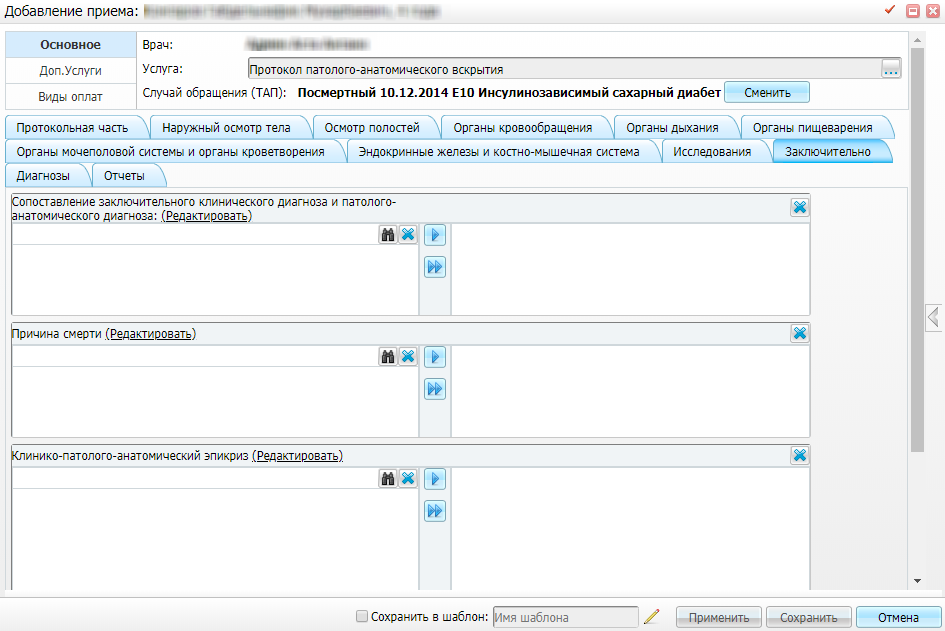 Добавление приема:
Основное
Доп.Услуги
Виды оплат
Врач:
Услуга: Протокол патолого-анатомического вскрытия ...
Случай обращения (ТАП): Посмертный 10.12.2014 E10 Инсулинозависимый сахарный диабет Сменить
Протокольная часть Наружный осмотр тела Осмотр полостей Органы кровообращения Органы дыхания Органы пищеварения
Органы мочеполовой системы и органы кроветворения Эндокринные железы и костно-мышечная система Исследования Заключительно
Диагнозы Отчеты
Сопоставление заключительного клинического диагноза и патолого-
анатомического диагноза: (Редактировать)
Причина смерти (Редактировать)
Клинико-патолого-анатомический эпикриз (Редактировать)
Сохранить в шаблон: Имя шаблона Применить Сохранить Отмена